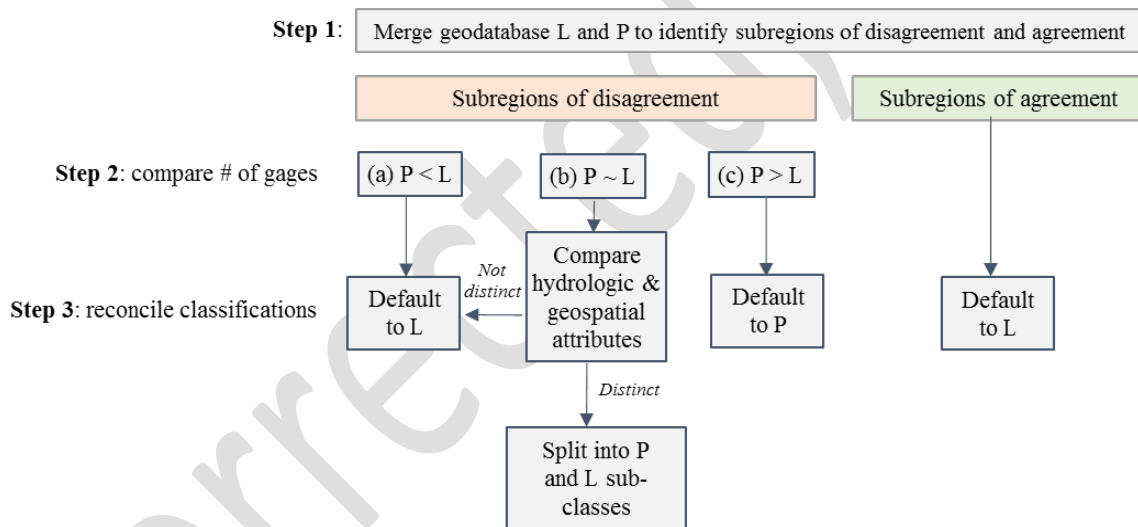 Step 1: Merge geodatabase L and P to identify subregions of disagreement and agreement
Subregions of disagreement Subregions of agreement
Step 2: compare # of gages (a) P < L (b) P ~ L (c) P > L
Step 3: reconcile classifications
Default
to L
Not
distinct
Compare
hydrologic &
geospatial
attributes
Default
to P
Default
to L
Distinct
Split into P
and L sub-
classes